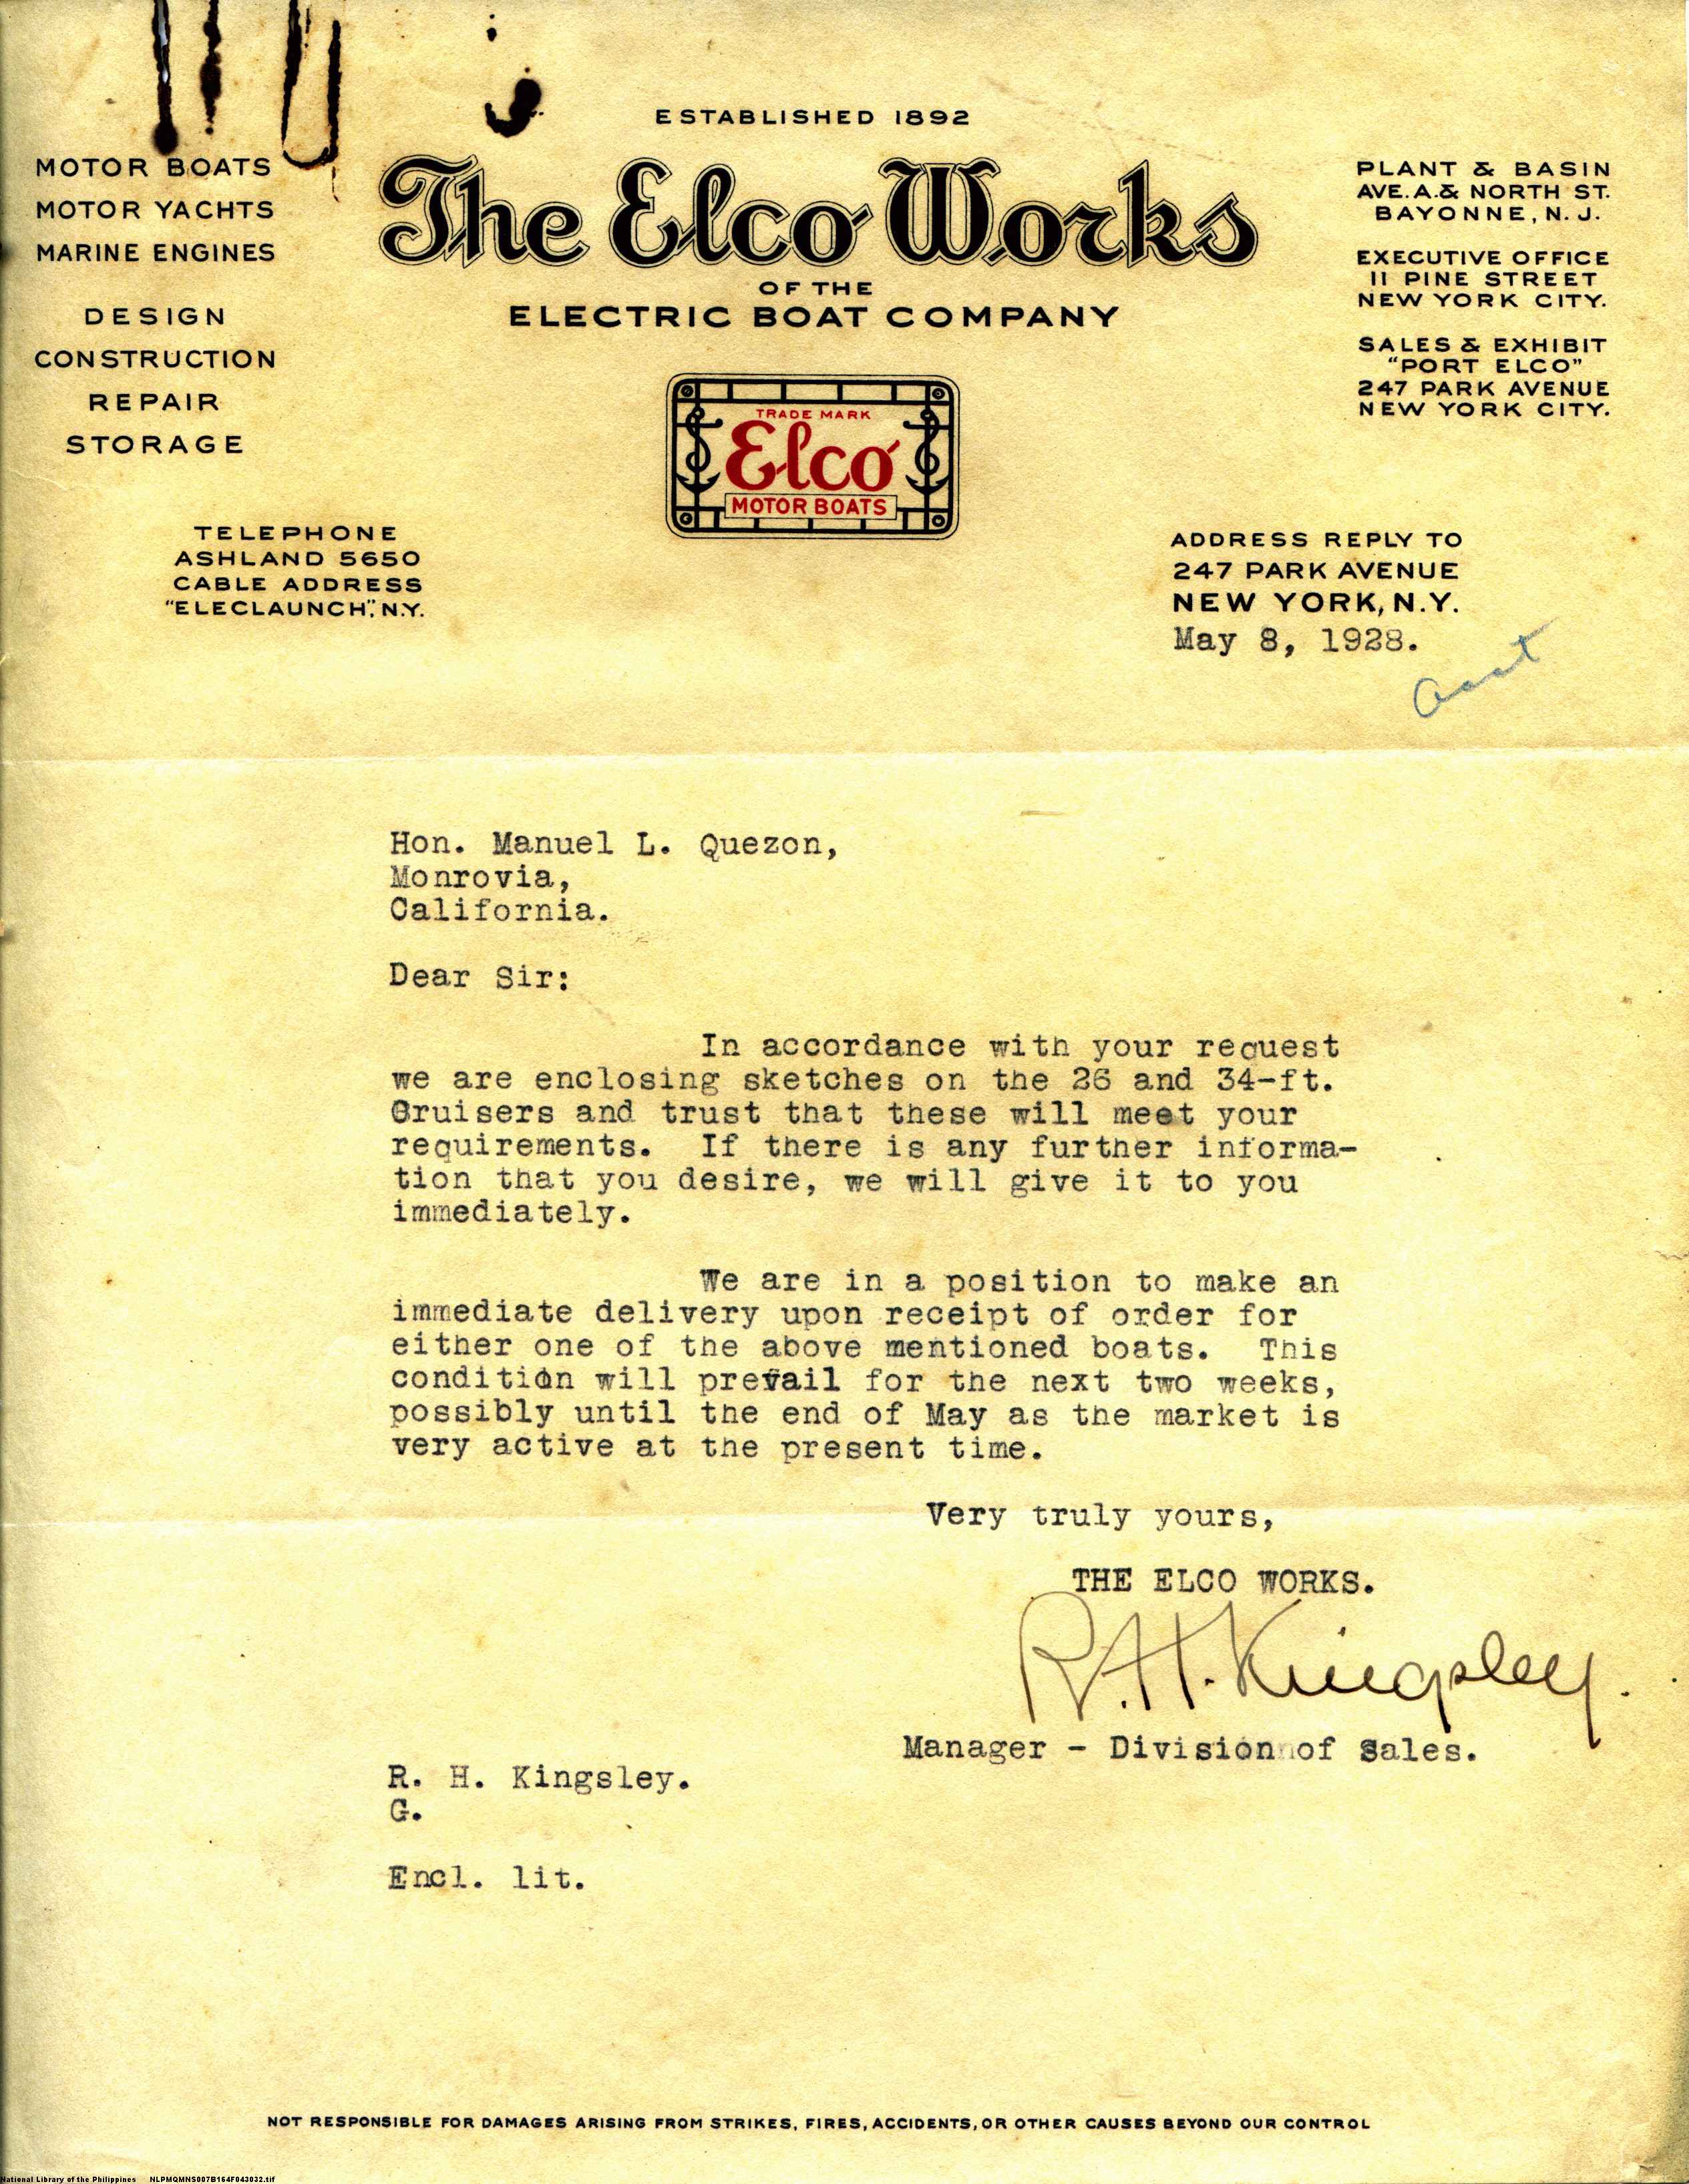 ESTABLISHED 1892
The Elco Works
OF THE
ELECTRIC BOAT COMPANY
MOTOR BOATS
MOTOR YACHTS
MARINE ENGINES
DESIGN
CONSTRUCTION
REPAIR
STORAGE
TELEPHONE
ASHLAND 5650
CABLE ADDRESS
"ELECLAUNCH", N.Y.
TRADE MARK
Elco
MOTOR BOATS
PLANT & BASIN
AVE. A. & NORTH ST.
BAYONNE, N. J.
EXECUTIVE OFFICE
11 PINE STREET
NEW YORK CITY.
SALES & EXHIBIT
"PORT ELCO"
247 PARK AVENUE
NEW YORK CITY.
ADDRESS REPLY TO
247 PARK AVENUE
NEW YORK, N.Y.
May 8, 1928.
Hon. Manuel L. Quezon,
Monrovia,
California.
Dear Sir:
In accordance with your request
we are enclosing sketches on the 26 and 34-ft.
Cruisers and trust that these will meet your
requirements. If there is any further informa-
tion that you desire, we will give it to you
immediately.
We are in a position to make an
immediate delivery upon receipt of order for
either one of the above mentioned boats. This
condition will prevail for the next two weeks,
possibly until the end of May as the market is
very active at the present time.
Very truly yours,
THE ELCO WORKS.
R. H. Kingsley.
Manager - Division of Sales.
R. H. Kingsley.
G.
Encl. lit.
NOT RESPONSIBLE FOR DAMAGES ARISING FROM STRIKES, FIRES, ACCIDENTS, OR OTHER CAUSES BEYOND OUR CONTROL
National Library of the Philippines NLPMQMNS007B164F043032.tif